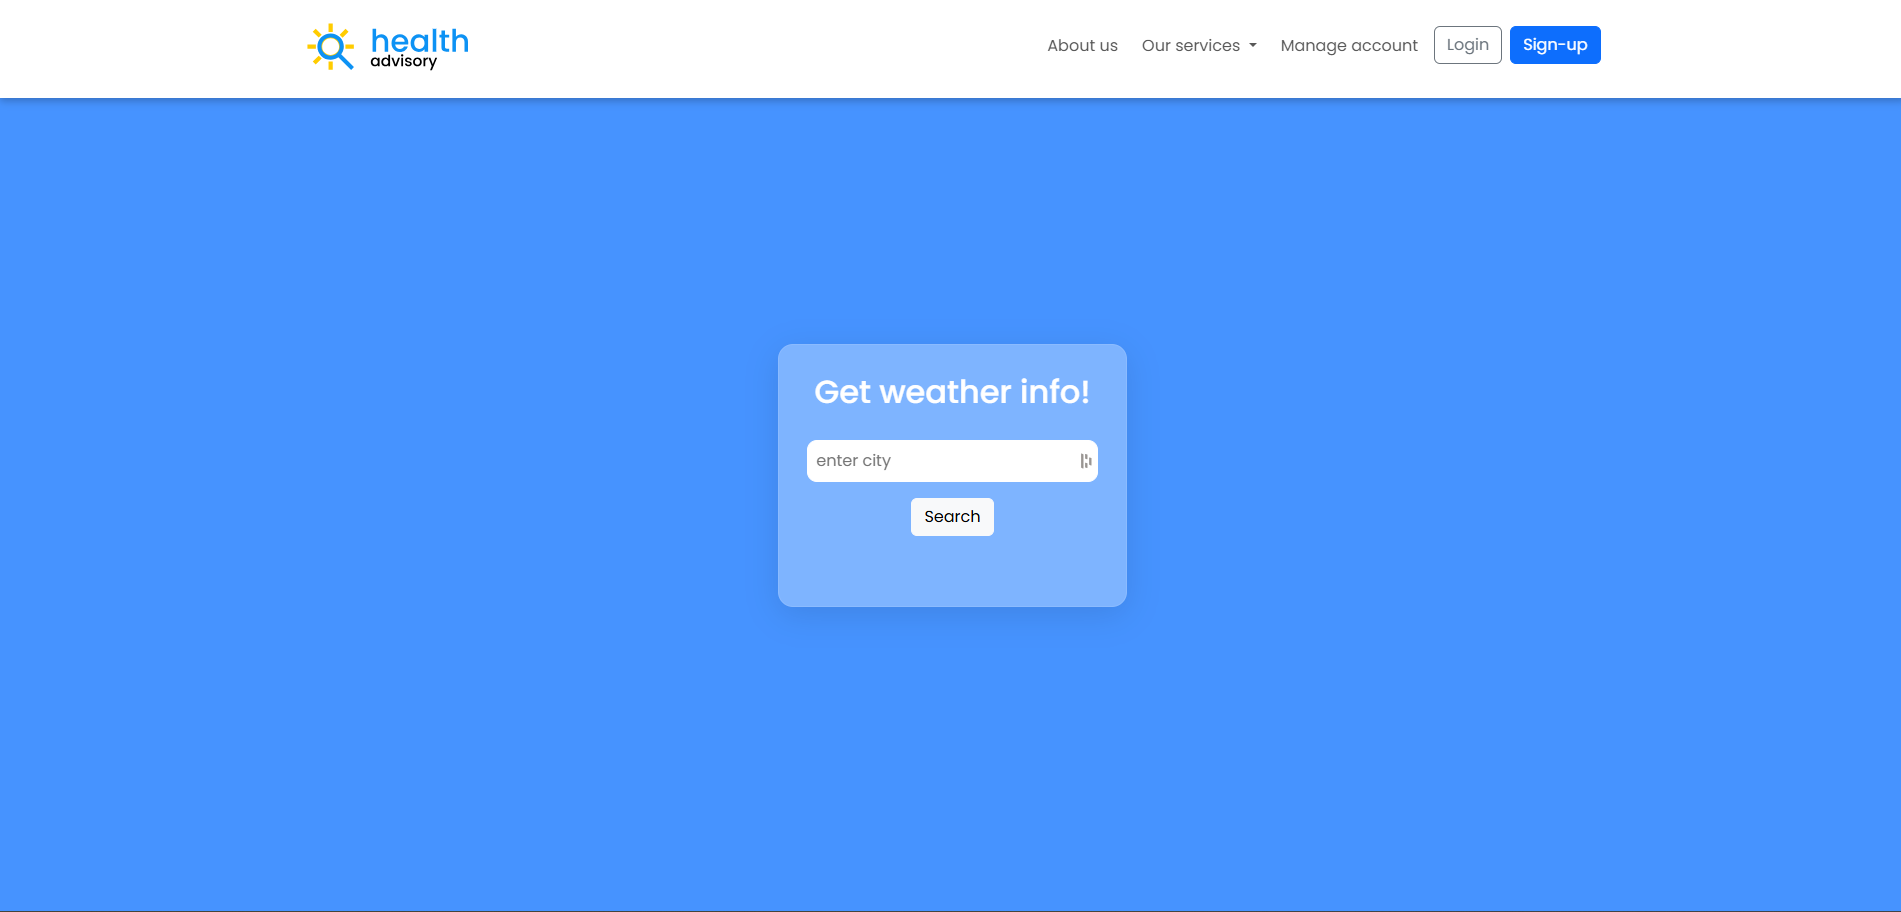 health
advisory
About us
Our services
Manage account
Login
Sign-up
Get weather info!
enter city
Search